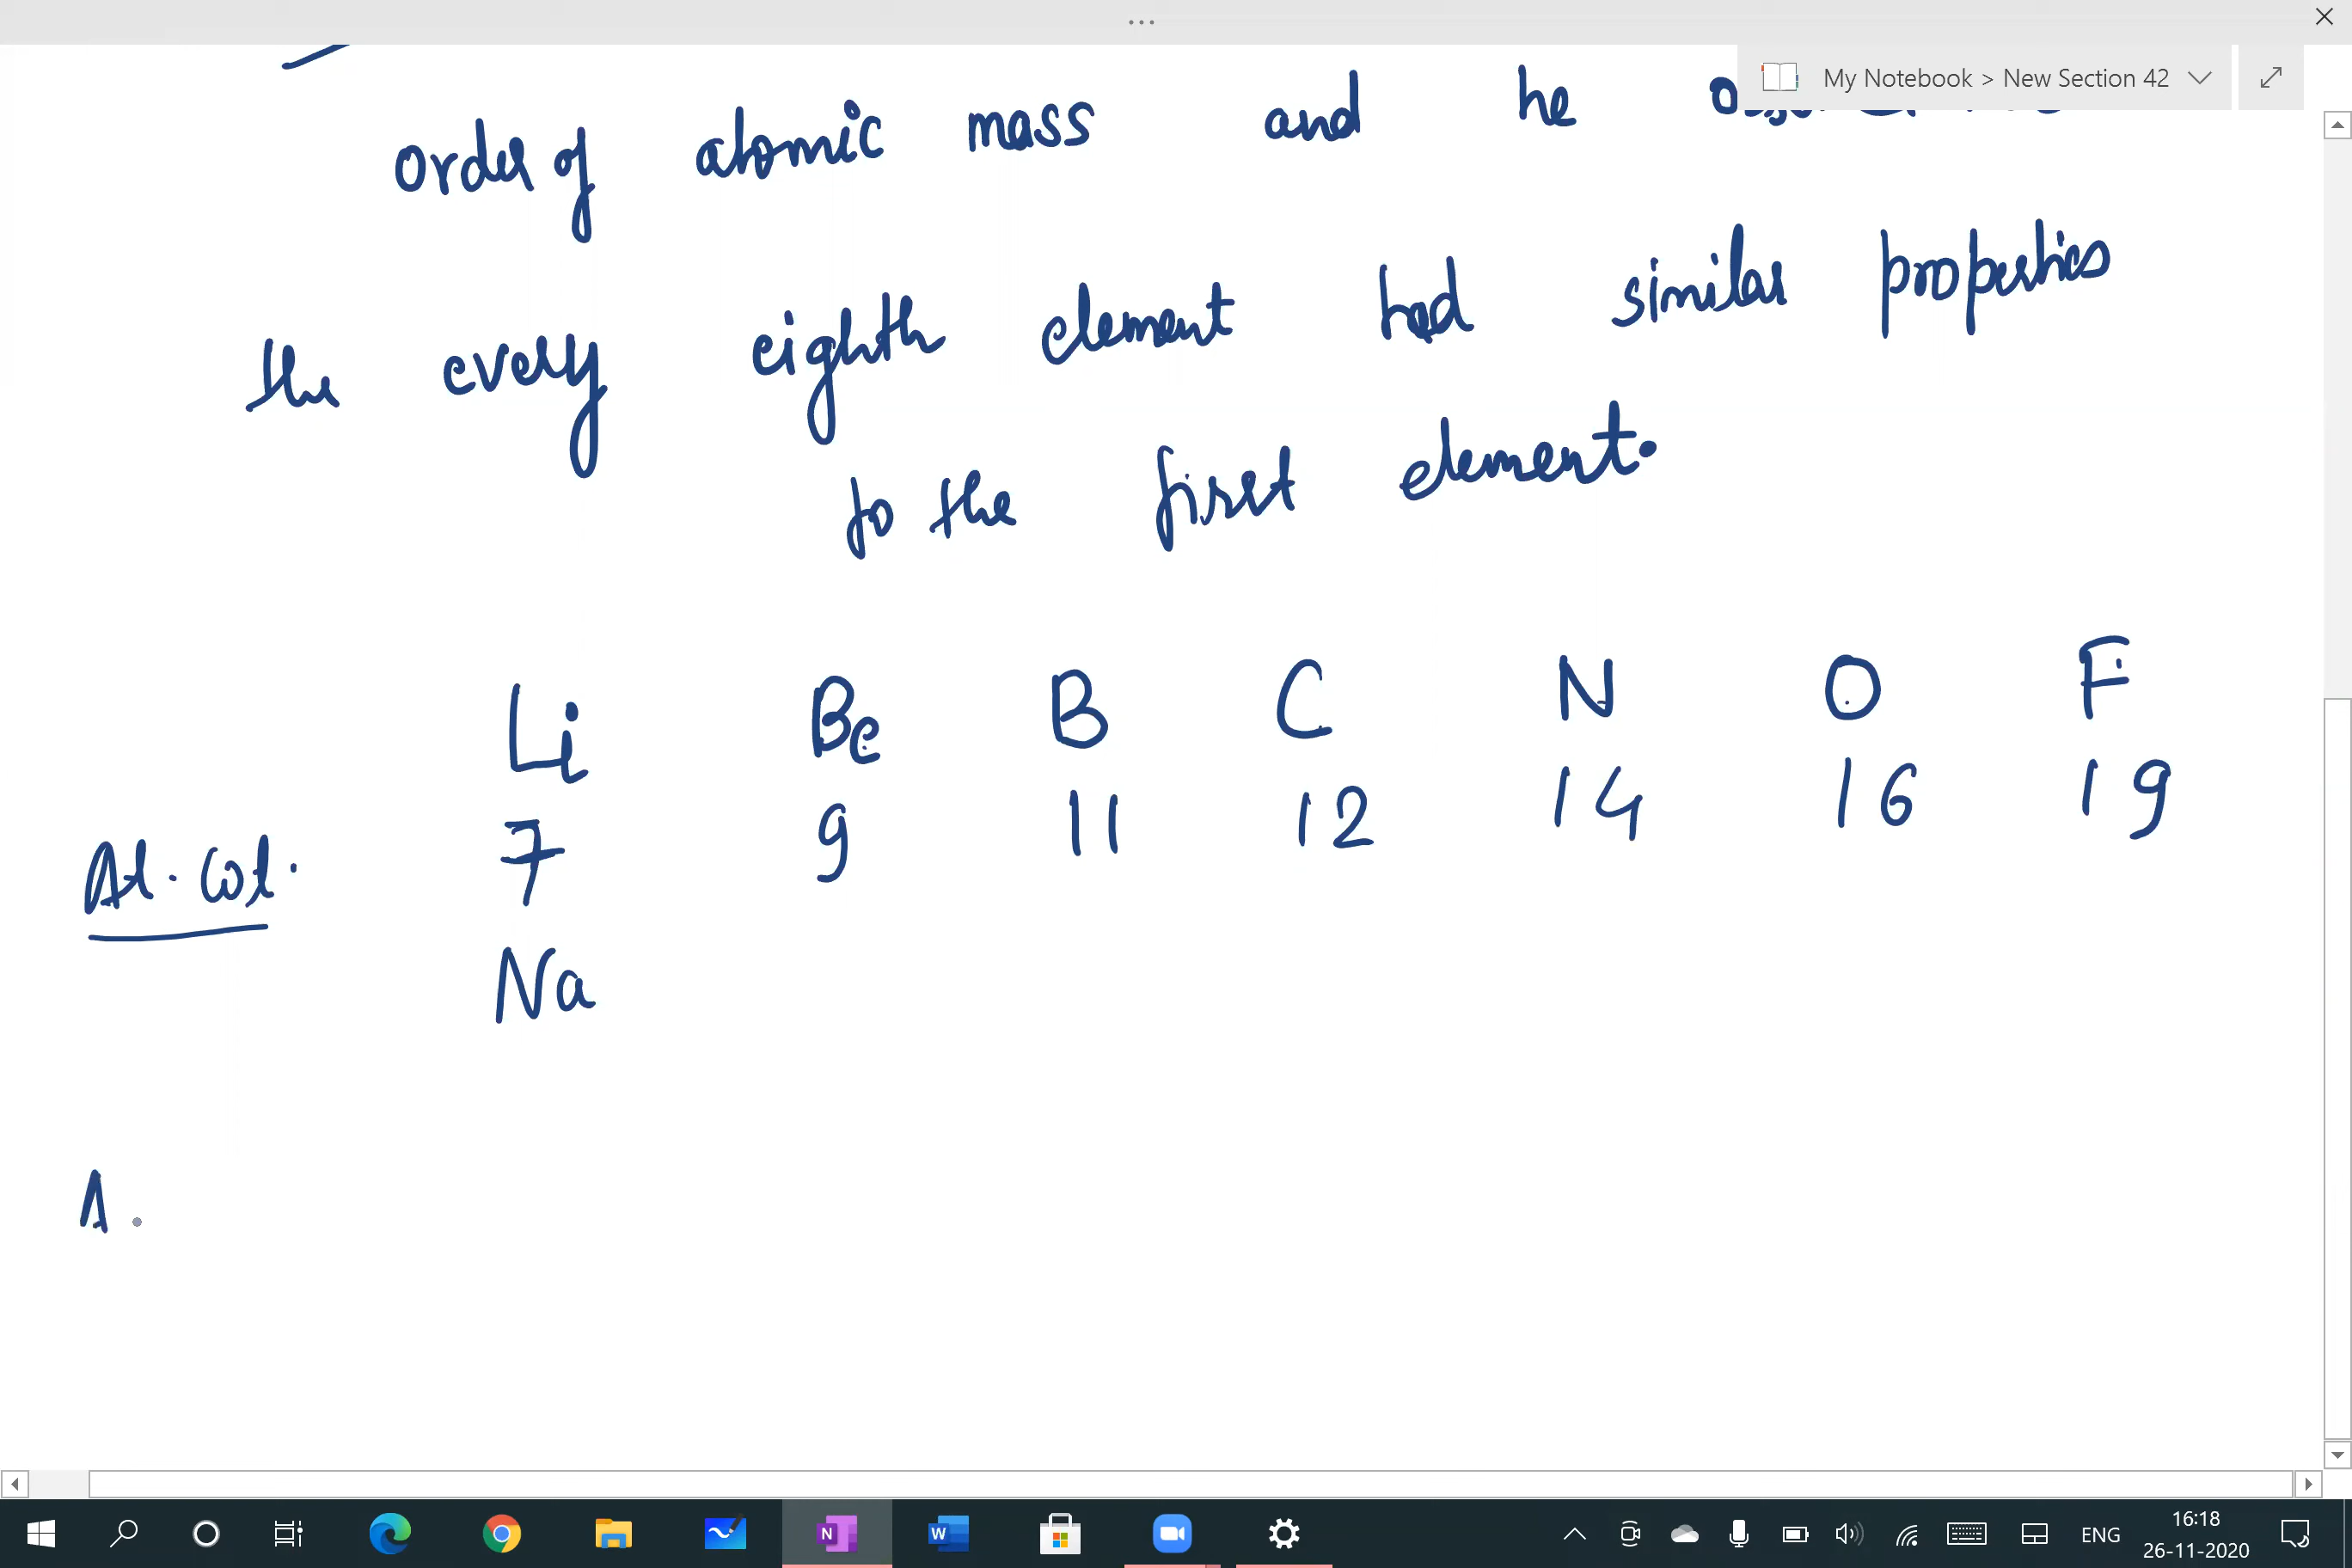 My Notebook > New Section 42
order of atomic mass and he
the every eighth element had similar properties
to the first element.
Li Be B C N O F
At. Wt. 7 9 11 12 14 16 19
Na
1.
ENG
16:18
26-11-2020